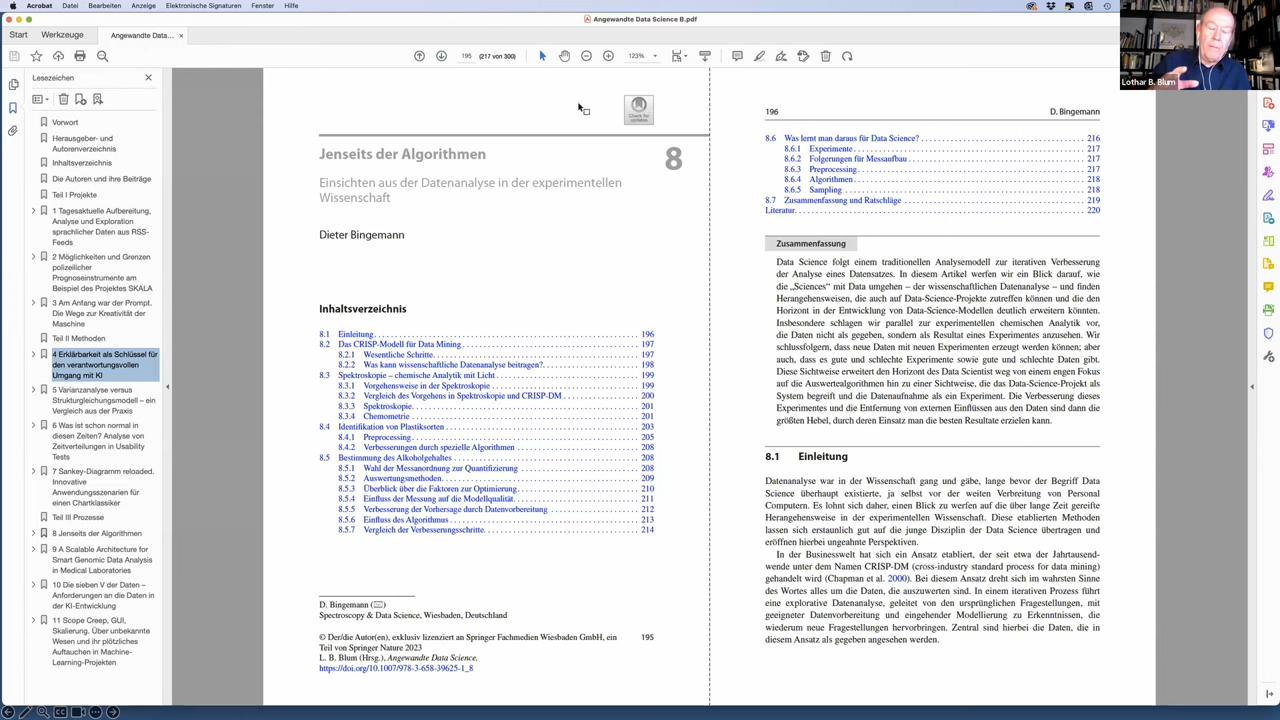 Acrobat Datei Bearbeiten Anzeige Elektronische Signaturen Fenster Hilfe
Angewandte Data Science B.pdf
Start Werkzeuge Angewandte Data… ×
195 (217 von 300) 123%
Lothar B. Blum
Lesezeichen
Vorwort
Herausgeber- und
Autorenverzeichnis
Inhaltsverzeichnis
Die Autoren und ihre Beiträge
Teil I Projekte
1 Tagesaktuelle Aufbereitung,
Analyse und Exploration
sprachlicher Daten aus RSS-
Feeds
2 Möglichkeiten und Grenzen
polizeilicher
Prognoseinstrumente am
Beispiel des Projektes SKALA
3 Am Anfang war der Prompt.
Die Wege zur Kreativität der
Maschine
Teil II Methoden
4 Erklärbarkeit als Schlüssel für
den verantwortungsvollen
Umgang mit KI
5 Varianzanalyse versus
Strukturgleichungsmodell – ein
Vergleich aus der Praxis
6 Was ist schon normal in
diesen Zeiten? Analyse von
Zeitverteilungen in Usability
Tests
7 Sankey-Diagramm reloaded.
Innovative
Anwendungsszenarien für
einen Chartklassiker
Teil III Prozesse
8 Jenseits der Algorithmen
9 A Scalable Architecture for
Smart Genomic Data Analysis
in Medical Laboratories
10 Die sieben V der Daten –
Anforderungen an die Daten in
der KI-Entwicklung
11 Scope Creep, GUI,
Skalierung. Über unbekannte
Wesen und ihr plötzliches
Auftauchen in Machine-
Learning-Projekten
Check for
updates
Jenseits der Algorithmen 8
Einsichten aus der Datenanalyse in der experimentellen
Wissenschaft
Dieter Bingemann
Inhaltsverzeichnis
8.1 Einleitung. 196
8.2 Das CRISP-Modell für Data Mining 197
8.2.1 Wesentliche Schritte. 197
8.2.2 Was kann wissenschaftliche Datenanalyse beitragen?. 198
8.3 Spektroskopie – chemische Analytik mit Licht 199
8.3.1 Vorgehensweise in der Spektroskopie 199
8.3.2 Vergleich des Vorgehens in Spektroskopie und CRISP-DM 200
8.3.3 Spektroskopie. 201
8.3.4 Chemometrie 201
8.4 Identifikation von Plastiksorten 203
8.4.1 Preprocessing 205
8.4.2 Verbesserungen durch spezielle Algorithmen 208
8.5 Bestimmung des Alkoholgehaltes 208
8.5.1 Wahl der Messanordnung zur Quantifizierung 208
8.5.2 Auswertungsmethoden. 209
8.5.3 Überblick über die Faktoren zur Optimierung. 210
8.5.4 Einfluss der Messung auf die Modellqualität. 211
8.5.5 Verbesserung der Vorhersage durch Datenvorbereitung 212
8.5.6 Einfluss des Algorithmus 213
8.5.7 Vergleich der Verbesserungsschritte. 214
D. Bingemann
Spectroscopy & Data Science, Wiesbaden, Deutschland
© Der/die Autor(en), exklusiv lizenziert an Springer Fachmedien Wiesbaden GmbH, ein 195
Teil von Springer Nature 2023
L. B. Blum (Hrsg.), Angewandte Data Science,
https://doi.org/10.1007/978-3-658-39625-1_8
196 D. Bingemann
8.6 Was lernt man daraus für Data Science? 216
8.6.1 Experimente 217
8.6.2 Folgerungen für Messaufbau 217
8.6.3 Preprocessing 217
8.6.4 Algorithmen 218
8.6.5 Sampling 218
8.7 Zusammenfassung und Ratschläge 219
Literatur 220
Zusammenfassung
Data Science folgt einem traditionellen Analysemodell zur iterativen Verbesserung
der Analyse eines Datensatzes. In diesem Artikel werfen wir ein Blick darauf, wie
die „Sciences" mit Data umgehen – der wissenschaftlichen Datenanalyse – und finden
Herangehensweisen, die auch auf Data-Science-Projekte zutreffen können und die den
Horizont in der Entwicklung von Data-Science-Modellen deutlich erweitern könnten.
Insbesondere schlagen wir parallel zur experimentellen chemischen Analytik vor,
die Daten nicht als gegeben, sondern als Resultat eines Experiments anzusehen. Wir
schlussfolgern, dass neue Daten mit neuen Experimenten erzeugt werden können; aber
auch, dass es gute und schlechte Experimente sowie gute und schlechte Daten gibt.
Diese Sichtweise erweitert den Horizont des Data Scientist weg von einem engen Fokus
auf die Auswertealgorithmen hin zu einer Sichtweise, die das Data-Science-Projekt als
System begreift und die Datenaufnahme als ein Experiment. Die Verbesserung dieses
Experimentes und die Entfernung von externen Einflüssen aus den Daten sind dann die
größten Hebel, durch deren Einsatz man die besten Resultate erzielen kann.
8.1 Einleitung
Datenanalyse war in der Wissenschaft gang und gäbe, lange bevor der Begriff Data
Science überhaupt existierte, ja selbst vor der weiten Verbreitung von Personal
Computern. Es lohnt sich daher, einen Blick zu werfen auf die über lange Zeit gereifte
Herangehensweise in der experimentellen Wissenschaft. Diese etablierten Methoden
lassen sich erstaunlich gut auf die junge Disziplin der Data Science übertragen und
eröffnen hierbei ungeahnte Perspektiven.
In der Businesswelt hat sich ein Ansatz etabliert, der seit etwa der Jahrtausend-
wende unter dem Namen CRISP-DM (cross-industry standard process for data mining)
gehandelt wird (Chapman et al. 2000). Bei diesem Ansatz dreht sich im wahrsten Sinne
des Wortes alles um die Daten, die auszuwerten sind. In einem iterativen Prozess führt
eine explorative Datenanalyse, geleitet von den ursprünglichen Fragestellungen, mit
geeigneter Datenvorbereitung und eingehender Modellierung zu Erkenntnissen, die
wiederum neue Fragestellungen hervorbringen. Zentral sind hierbei die Daten, die in
diesem Ansatz als gegeben angesehen werden.